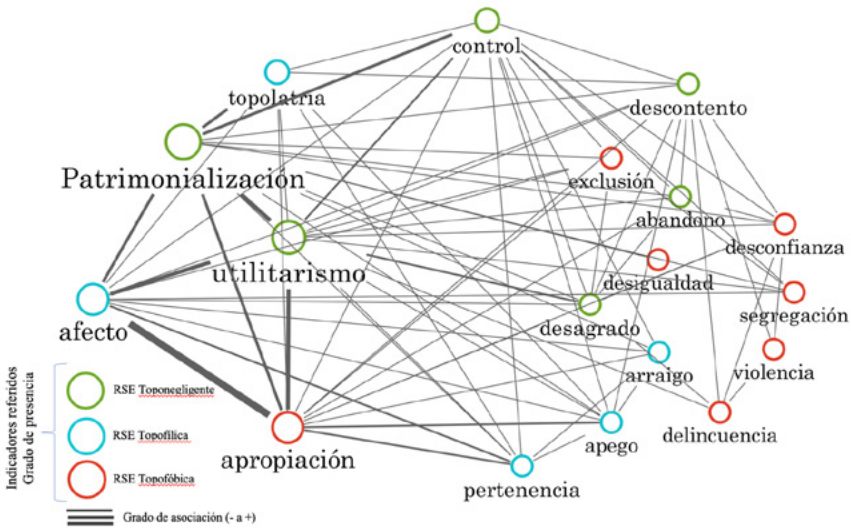 control
topolatria
descontento
Patrimonialización
exclusión
abandono
desconfianza
utilitarismo
desigualdad
segregación
afecto
desagrado
arraigo
violencia
apropiación
apego
delincuencia
pertenencia
Indicadores referidos
Grado de presencia
RSE Toponegligente
RSE Topofílica
RSE Topofóbica
Grado de asociación (- a +)